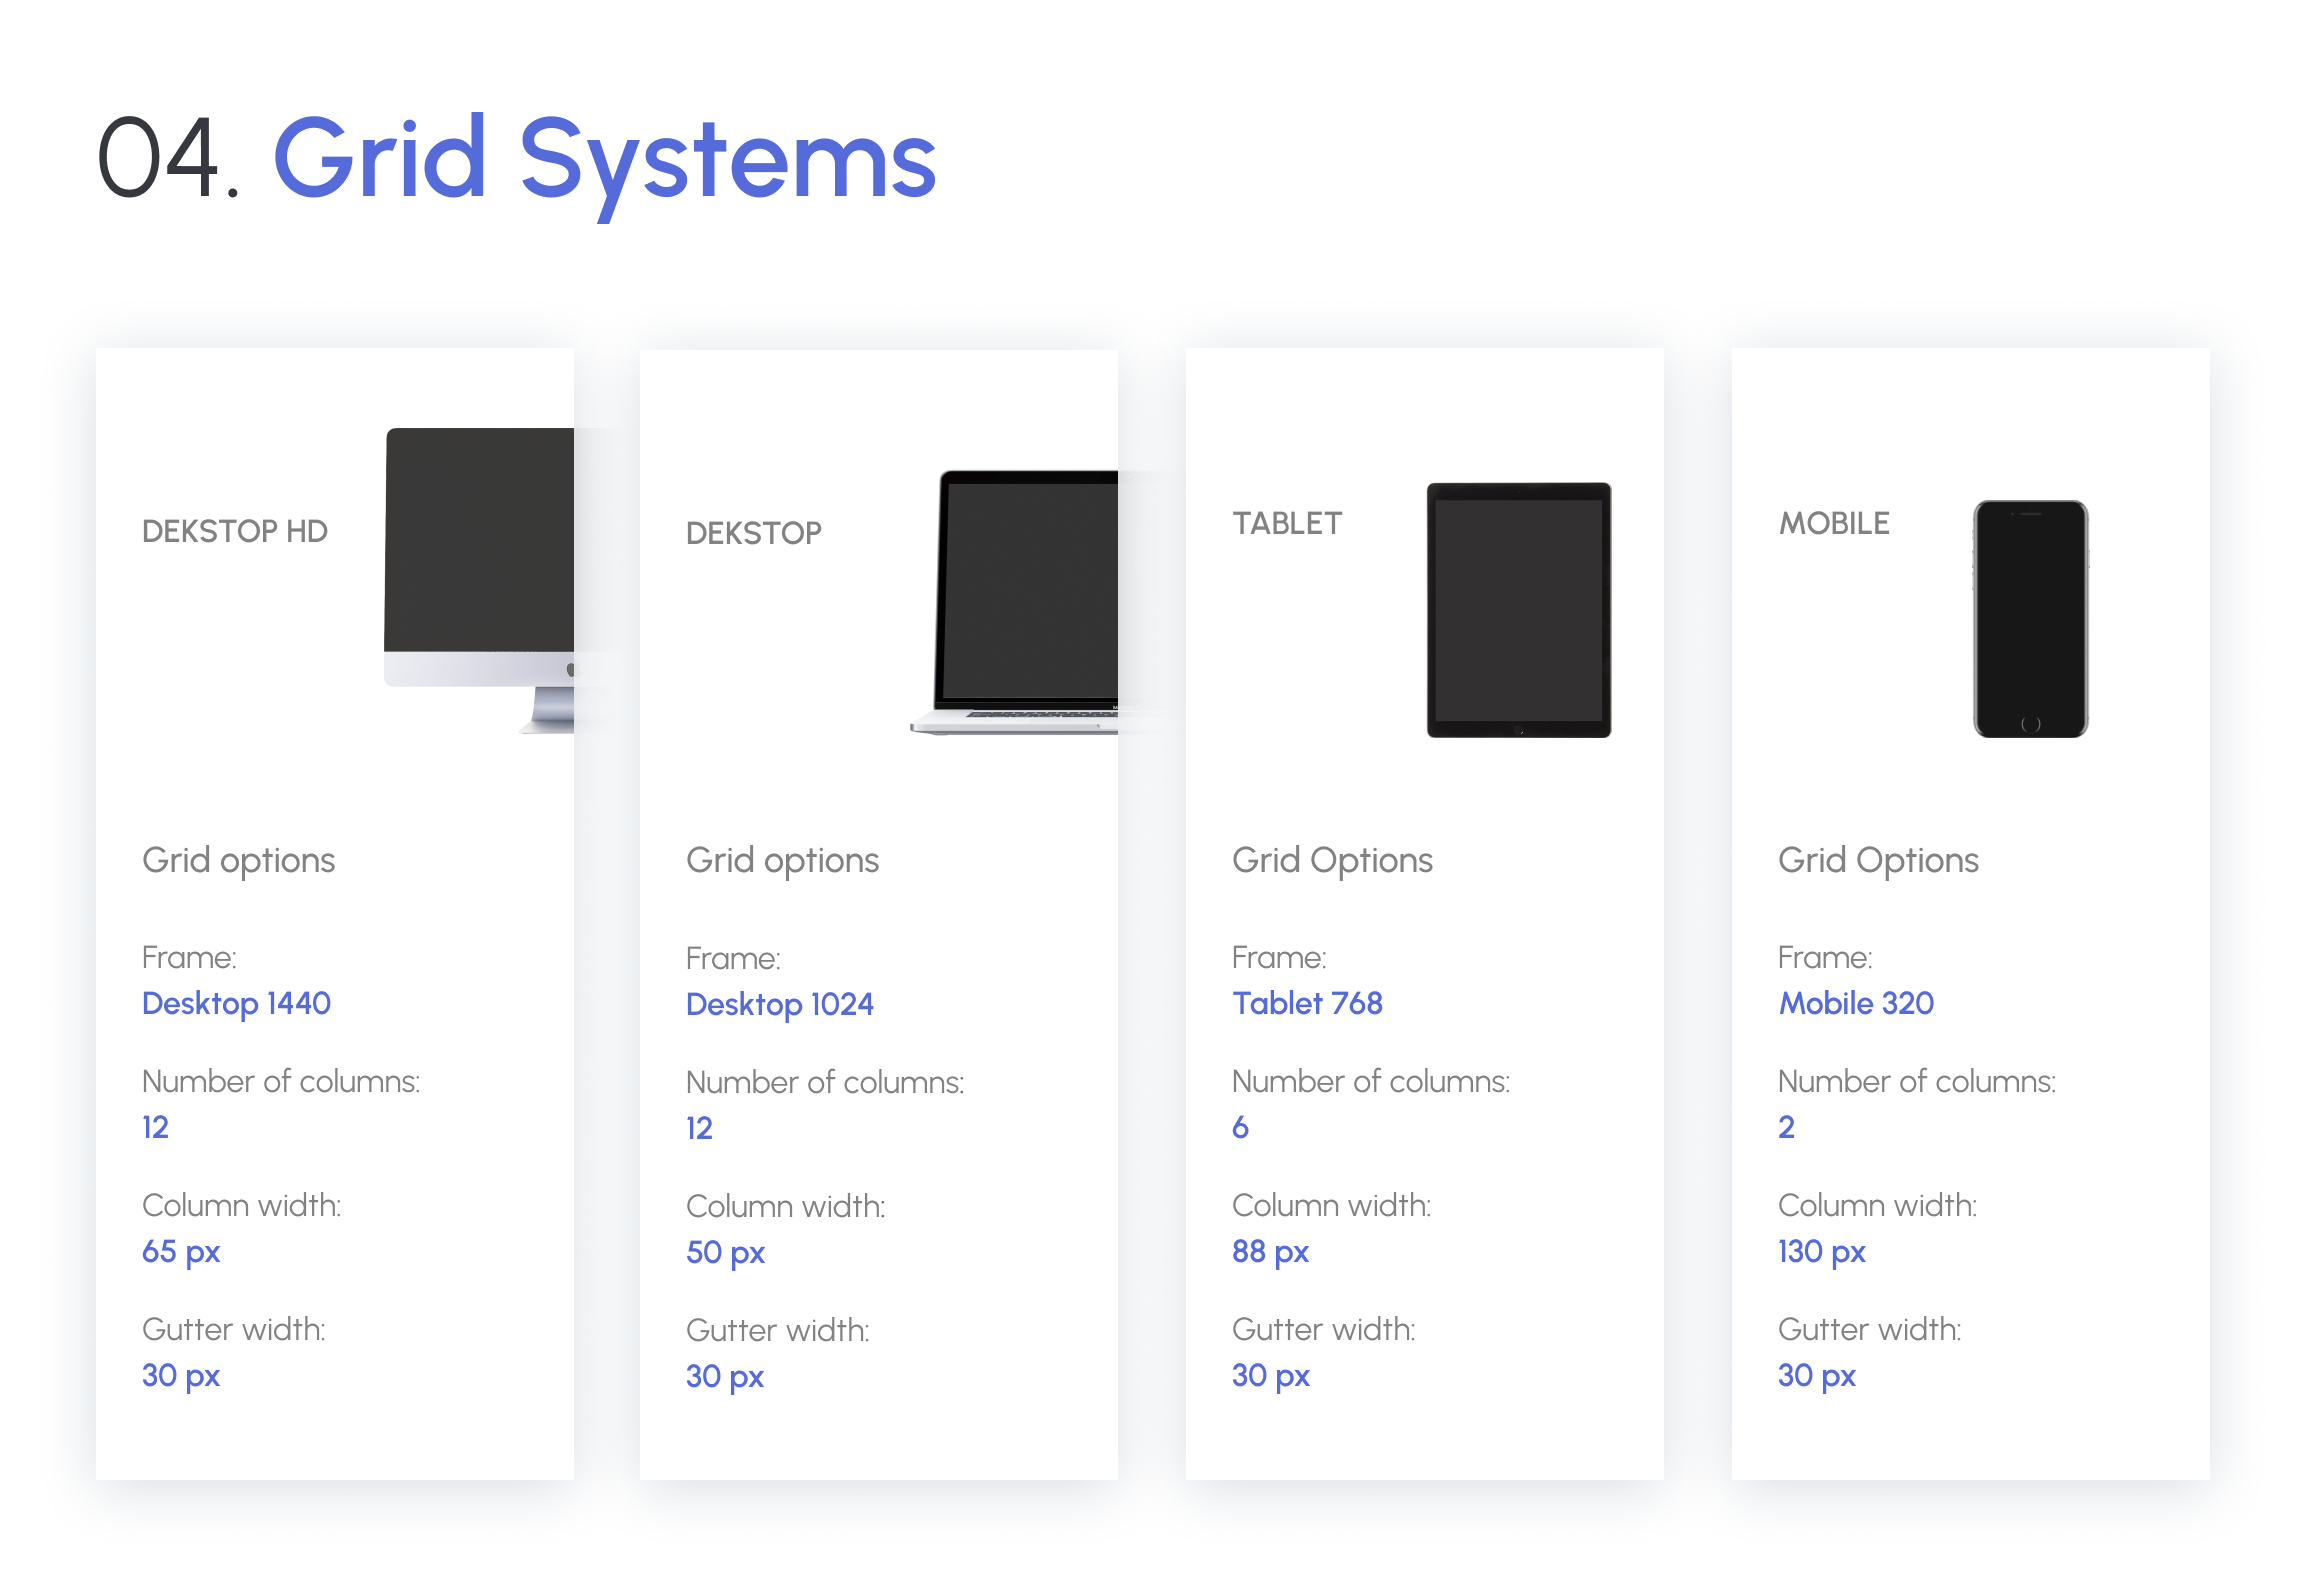 04. Grid Systems
DEKSTOP HD
Grid options
Frame:
Desktop 1440
Number of columns:
12
Column width:
65 px
Gutter width:
30 px
DEKSTOP
Grid options
Frame:
Desktop 1024
Number of columns:
12
Column width:
50 px
Gutter width:
30 px
TABLET
Grid Options
Frame:
Tablet 768
Number of columns:
6
Column width:
88 px
Gutter width:
30 px
MOBILE
Grid Options
Frame:
Mobile 320
Number of columns:
2
Column width:
130 px
Gutter width:
30 px